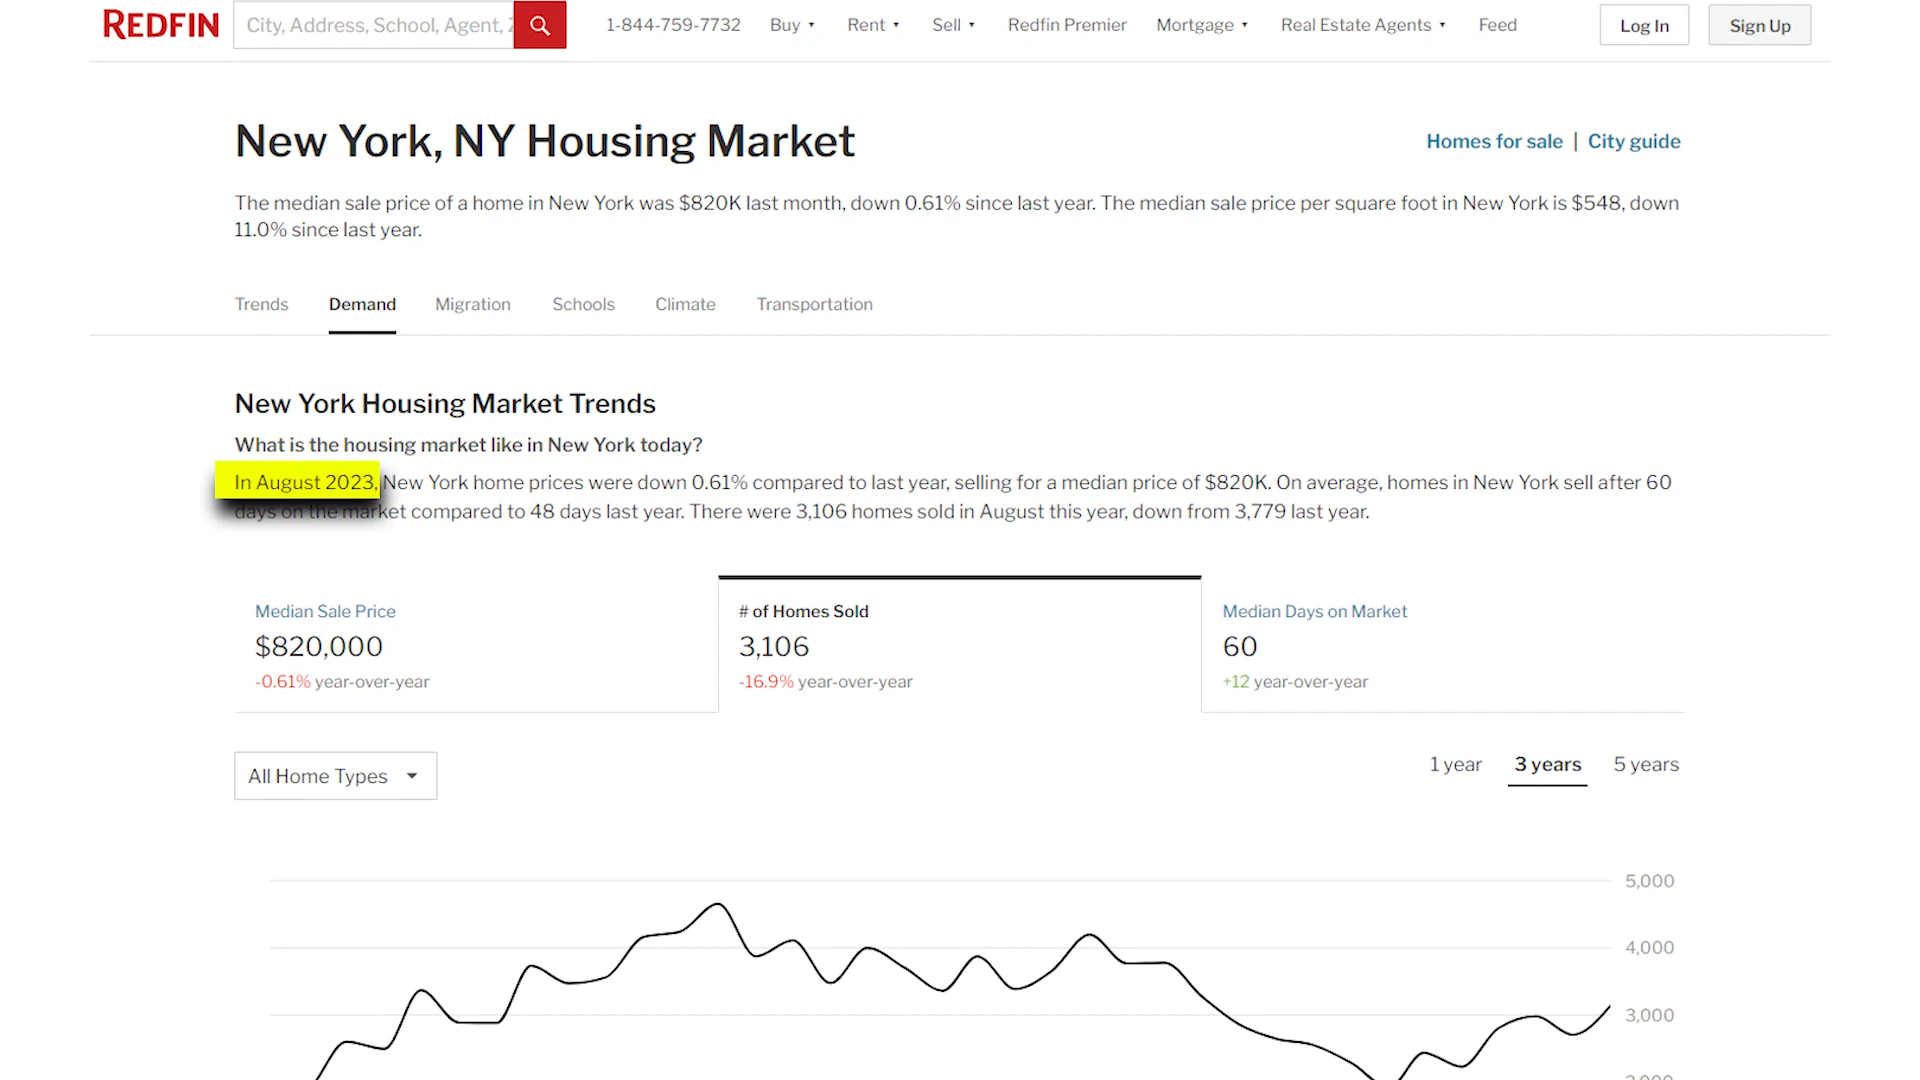 REDFIN
City, Address, School, Agent, Z
1-844-759-7732
Buy
Rent
Sell
Redfin Premier
Mortgage
Real Estate Agents
Feed
Log In
Sign Up
New York, NY Housing Market
Homes for sale | City guide
The median sale price of a home in New York was $820K last month, down 0.61% since last year. The median sale price per square foot in New York is $548, down
11.0% since last year.
Trends
Demand
Migration
Schools
Climate
Transportation
New York Housing Market Trends
What is the housing market like in New York today?
In August 2023, New York home prices were down 0.61% compared to last year, selling for a median price of $820K. On average, homes in New York sell after 60
days on the market compared to 48 days last year. There were 3,106 homes sold in August this year, down from 3,779 last year.
Median Sale Price
$820,000
-0.61% year-over-year
# of Homes Sold
3,106
-16.9% year-over-year
Median Days on Market
60
+12 year-over-year
All Home Types
1 year
3 years
5 years
5,000
4,000
3,000